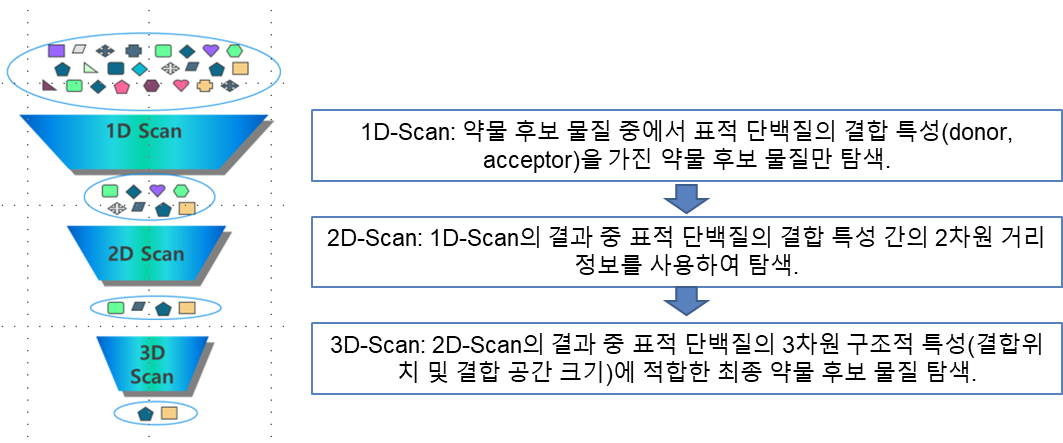 1D Scan
1D-Scan: 약물 후보 물질 중에서 표적 단백질의 결합 특성(donor,
acceptor)을 가진 약물 후보 물질만 탐색.
2D Scan
2D-Scan: 1D-Scan의 결과 중 표적 단백질의 결합 특성 간의 2차원 거리
정보를 사용하여 탐색.
3D
Scan
3D-Scan: 2D-Scan의 결과 중 표적 단백질의 3차원 구조적 특성(결합위
치 및 결합 공간 크기)에 적합한 최종 약물 후보 물질 탐색.